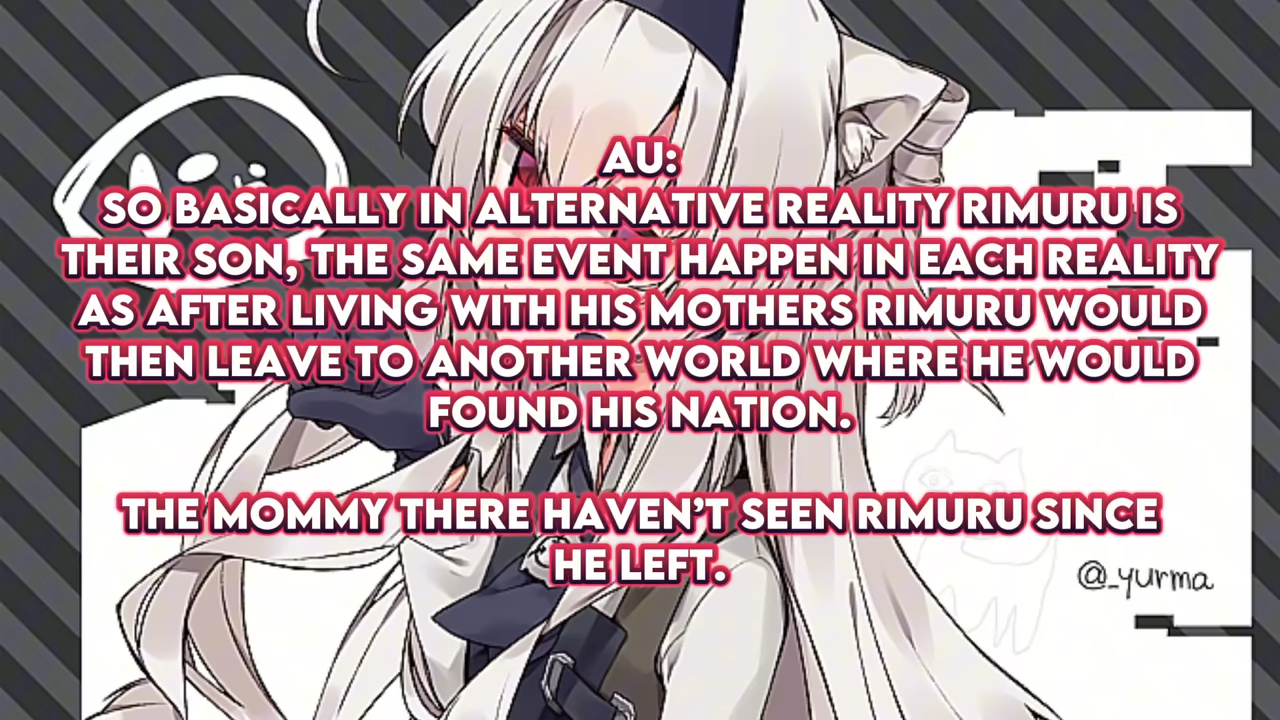 AU:
SO BASICALLY IN ALTERNATIVE REALITY RIMURU IS
THEIR SON, THE SAME EVENT HAPPEN IN EACH REALITY
AS AFTER LIVING WITH HIS MOTHERS RIMURU WOULD
THEN LEAVE TO ANOTHER WORLD WHERE HE WOULD
FOUND HIS NATION.
THE MOMMY THERE HAVEN'T SEEN RIMURU SINCE
HE LEFT.
@_yurma